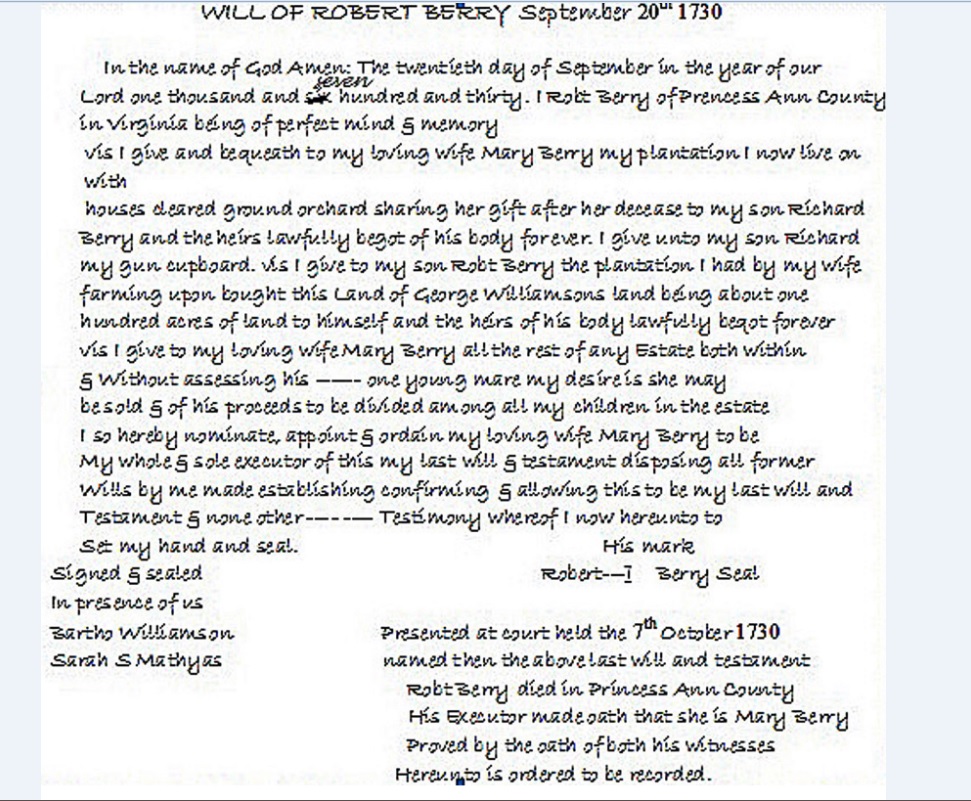 WILL OF ROBERT BERRY September 20th 1730
In the name of God Amen: The twentieth day of September in the year of our
seven
Lord one thousand and six hundred and thirty. I Robt Berry of Prencess Ann County
in Virginia being of perfect mind & memory
vis I give and bequeath to my loving wife Mary Berry my plantation I now live on
with
houses cleared ground orchard sharing her gift after her decease to my son Richard
Berry and the heirs lawfully begot of his body forever. I give unto my son Richard
my gun cupboard. vis I give to my son Robt Berry the plantation I had by my wife
farming upon bought this Land of George Williamsons land being about one
hundred acres of land to himself and the heirs of his body lawfully begot forever
vis I give to my loving wife Mary Berry all the rest of any Estate both within
& Without assessing his ------ one young mare my desire is she may
be sold & of his proceeds to be divided among all my children in the estate
I so hereby nominate, appoint & ordain my loving wife Mary Berry to be
My whole & sole executor of this my last will & testament disposing all former
Wills by me made establishing confirming & allowing this to be my last will and
Testament & none other------- Testimony whereof I now hereunto to
Set my hand and seal. His mark
Signed & sealed Robert---I Berry Seal
In presence of us
Bartho Williamson Presented at court held the 7th October 1730
Sarah S Mathyas named then the above last will and testament
Robt Berry died in Princess Ann County
His Executor made oath that she is Mary Berry
Proved by the oath of both his witnesses
Hereunto is ordered to be recorded.